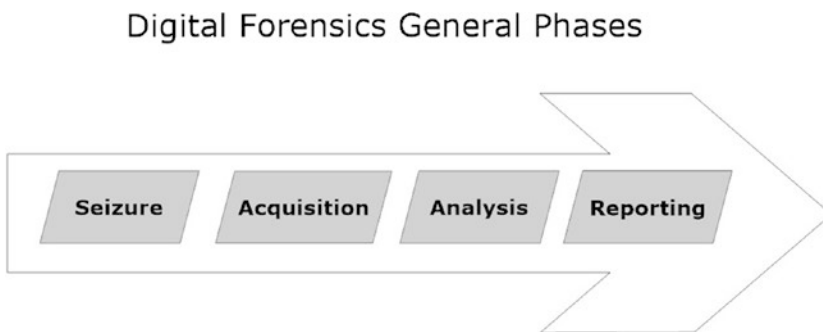 Digital Forensics General Phases
Seizure Acquisition Analysis Reporting